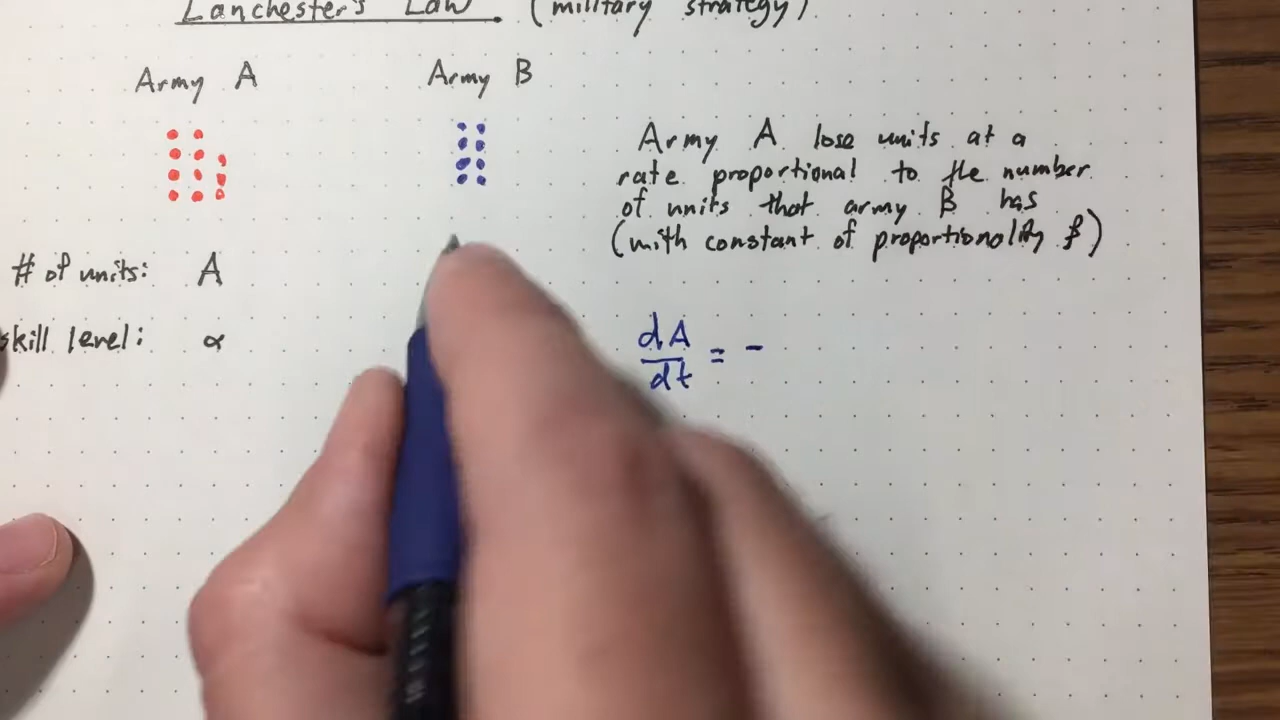 Lanchester's Law (military strategy)
Army A Army B
Army A lose units at a
rate proportional to the number
of units that army B has
(with constant of proportionality β)
# of units: A
skill level: α
dA/dt = -